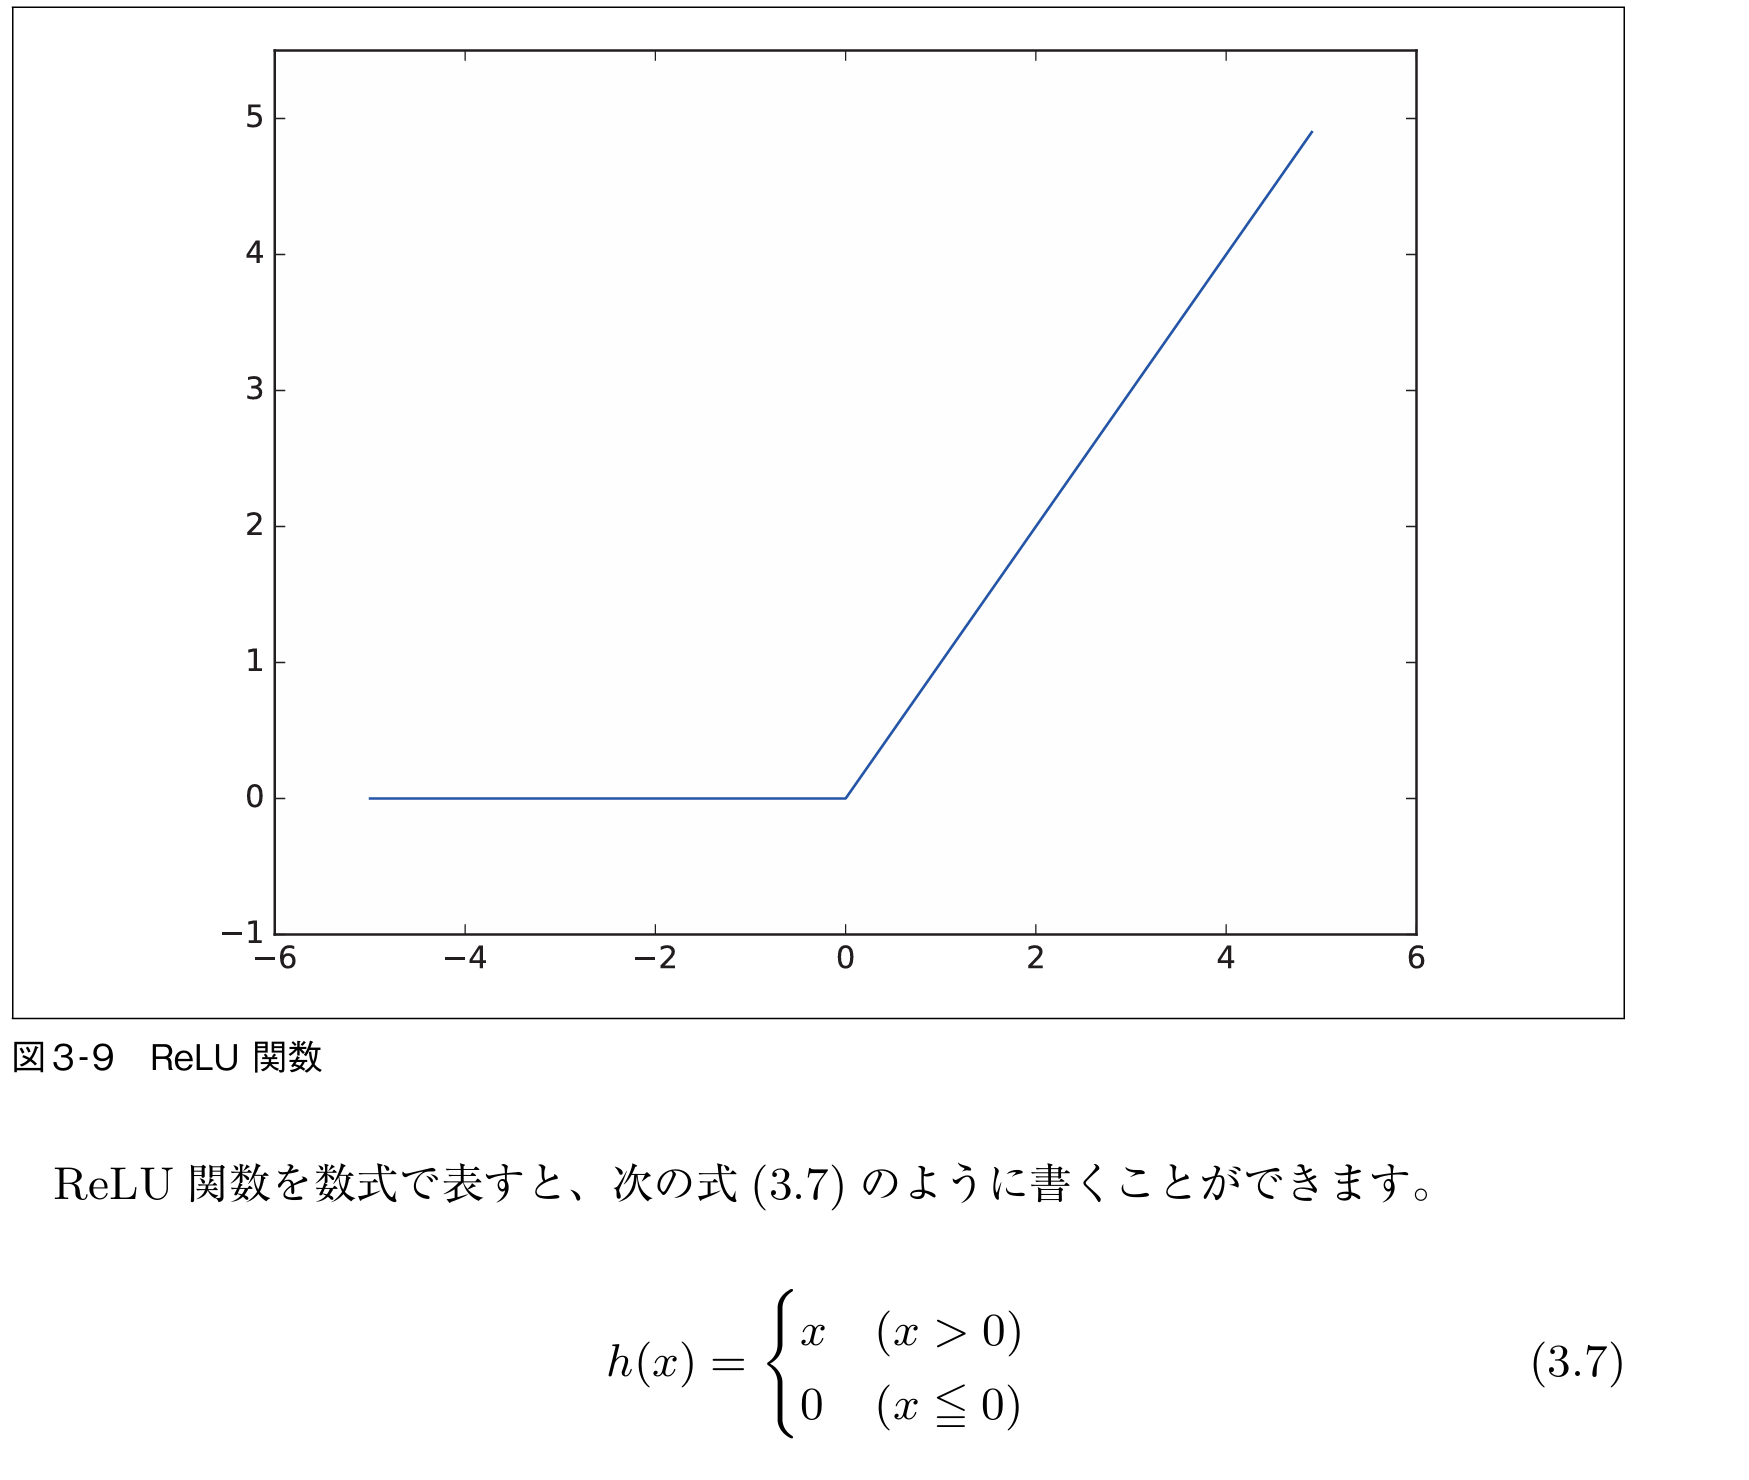 5
4
3
2
1
0
−1
−6 −4 −2 0 2 4 6
図3-9 ReLU 関数
ReLU 関数を数式で表すと、次の式 (3.7) のように書くことができます。
h(x) = { x (x > 0)
0 (x ≦ 0)
(3.7)